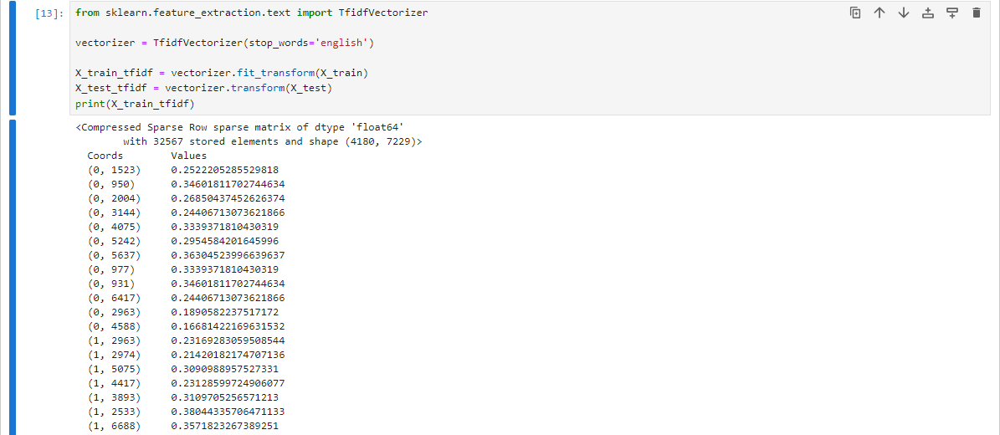 [13]: from sklearn.feature_extraction.text import TfidfVectorizer
vectorizer = TfidfVectorizer(stop_words='english')
X_train_tfidf = vectorizer.fit_transform(X_train)
X_test_tfidf = vectorizer.transform(X_test)
print(X_train_tfidf)
<Compressed Sparse Row sparse matrix of dtype 'float64'
with 32567 stored elements and shape (4180, 7229)>
Coords Values
(0, 1523) 0.2522205285529818
(0, 950) 0.34601811702744634
(0, 2004) 0.26850437452626374
(0, 3144) 0.24406713073621866
(0, 4075) 0.3339371810430319
(0, 5242) 0.2954584201645996
(0, 5637) 0.36304523996639637
(0, 977) 0.3339371810430319
(0, 931) 0.34601811702744634
(0, 6417) 0.24406713073621866
(0, 2963) 0.1890582237517172
(0, 4588) 0.16681422169631532
(1, 2963) 0.23169283059508544
(1, 2974) 0.21420182174707136
(1, 5075) 0.3090988957527331
(1, 4417) 0.23128599724906077
(1, 3893) 0.3109705256571213
(1, 2533) 0.38044335706471133
(1, 6688) 0.3571823267389251